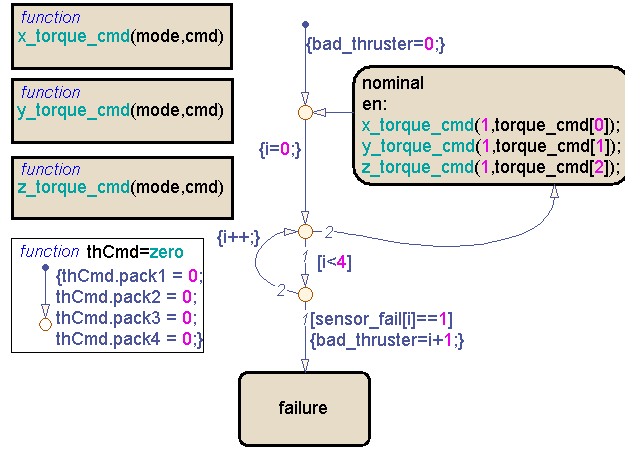 function
x_torque_cmd(mode,cmd)
function
y_torque_cmd(mode,cmd)
function
z_torque_cmd(mode,cmd)
function thCmd=zero
{thCmd.pack1 = 0;
thCmd.pack2 = 0;
thCmd.pack3 = 0;
thCmd.pack4 = 0;}
{bad_thruster=0;}
nominal
en:
x_torque_cmd(1,torque_cmd[0]);
y_torque_cmd(1,torque_cmd[1]);
z_torque_cmd(1,torque_cmd[2]);
{i=0;}
{i++;}
2
1
[i<4]
2
1
[sensor_fail[i]==1]
{bad_thruster=i+1;}
failure